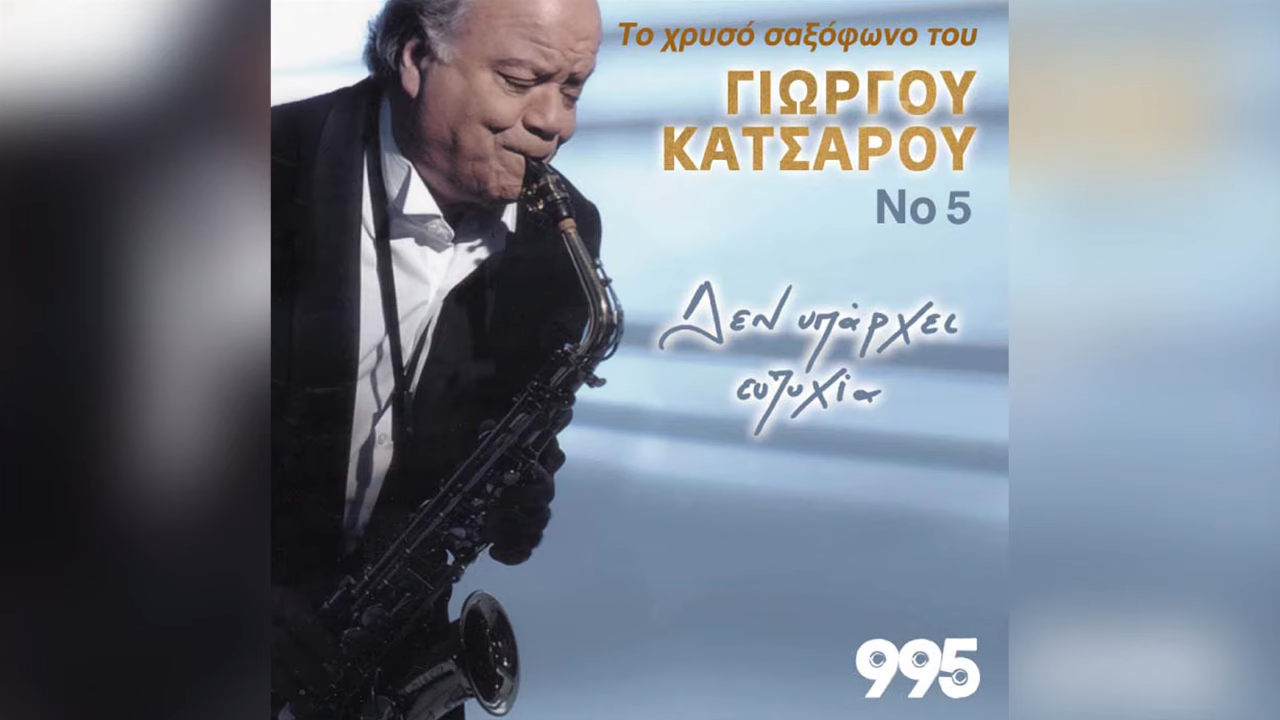 Το χρυσό σαξόφωνο του
ΓΙΩΡΓΟΥ
ΚΑΤΣΑΡΟΥ
Νο 5
Δεν υπάρχει
ευτυχία
995